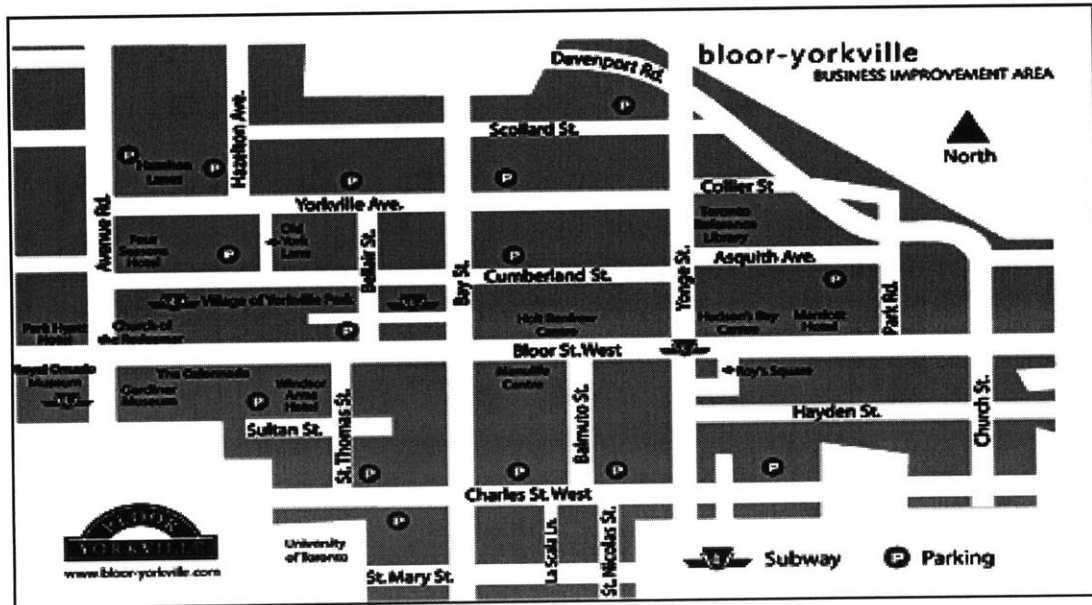 bloor-yorkville
BUSINESS IMPROVEMENT AREA
North
Davenport Rd.
Scollard St.
Hazelton Ave.
Hazelton
Lanes
Yorkville Ave.
Collier St
Toronto
Reference
Library
Avenue Rd.
Four
Seasons
Hotel
Old
York
Lane
Bellair St.
Bay St.
Cumberland St.
Yonge St.
Asquith Ave.
Park Rd.
Village of Yorkville Park
Park Hyatt
Hotel
Church of
the Redeemer
Holt Renfrew
Centre
Hudson's Bay
Centre
Marriott
Hotel
Bloor St. West
Royal Ontario
Museum
The Colonnade
Gardiner
Museum
Windsor
Arms
Hotel
Manulife
Centre
Roy's Square
Sultan St.
St. Thomas St.
Balmuto St.
Hayden St.
Church St.
Charles St. West
BLOOR
YORKVILLE
www.bloor-yorkville.com
University
of Toronto
St. Mary St.
La Scala Ln.
St. Nicolas St.
Subway
P Parking